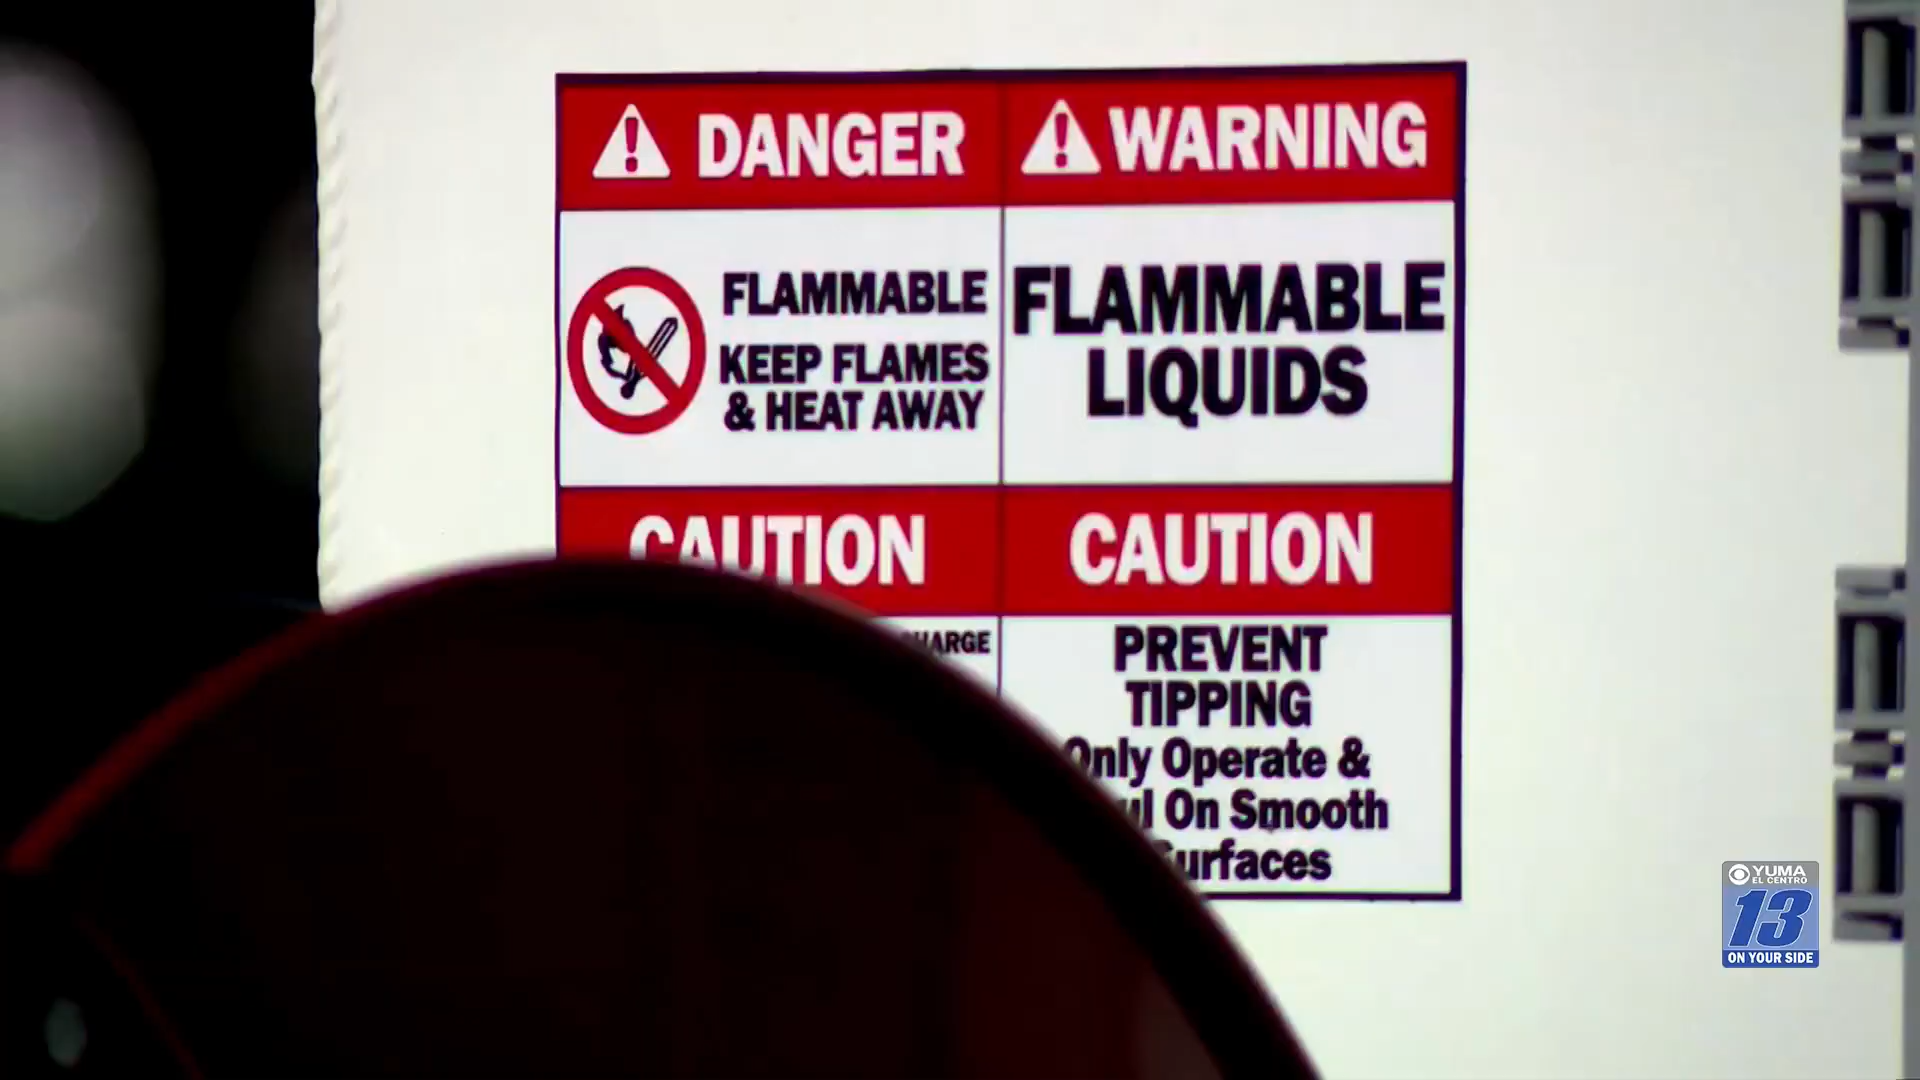 DANGER
WARNING
FLAMMABLE
KEEP FLAMES
& HEAT AWAY
FLAMMABLE
LIQUIDS
CAUTION
CAUTION
PREVENT
TIPPING
Only Operate &
On Smooth
Surfaces
YUMA
EL CENTRO
13
ON YOUR SIDE